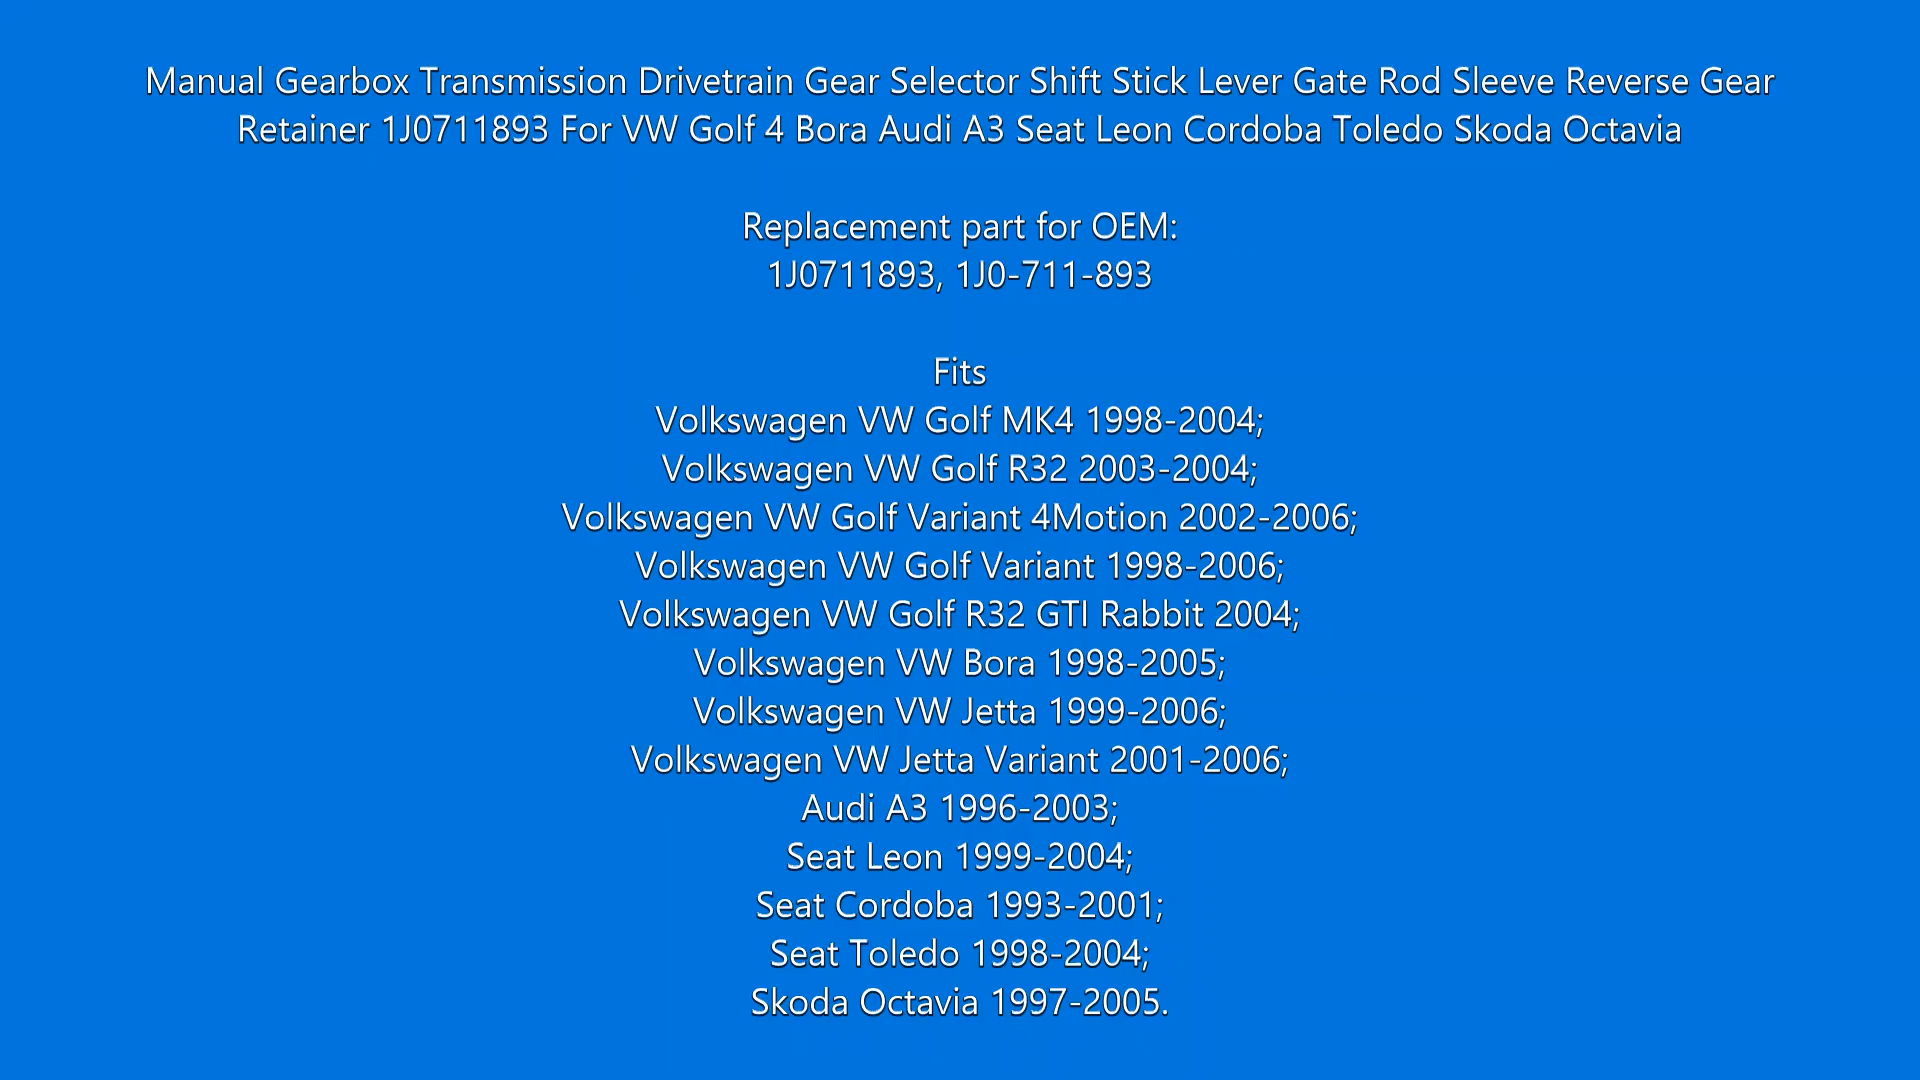 Manual Gearbox Transmission Drivetrain Gear Selector Shift Stick Lever Gate Rod Sleeve Reverse Gear
Retainer 1J0711893 For VW Golf 4 Bora Audi A3 Seat Leon Cordoba Toledo Skoda Octavia
Replacement part for OEM:
1J0711893, 1J0-711-893
Fits
Volkswagen VW Golf MK4 1998-2004;
Volkswagen VW Golf R32 2003-2004;
Volkswagen VW Golf Variant 4Motion 2002-2006;
Volkswagen VW Golf Variant 1998-2006;
Volkswagen VW Golf R32 GTI Rabbit 2004;
Volkswagen VW Bora 1998-2005;
Volkswagen VW Jetta 1999-2006;
Volkswagen VW Jetta Variant 2001-2006;
Audi A3 1996-2003;
Seat Leon 1999-2004;
Seat Cordoba 1993-2001;
Seat Toledo 1998-2004;
Skoda Octavia 1997-2005.